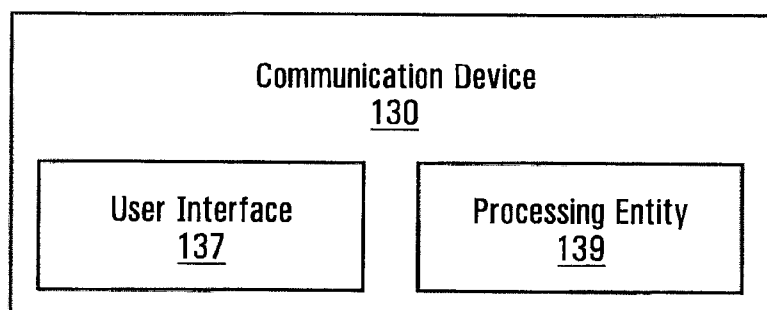 Communication Device
130
User Interface
137
Processing Entity
139